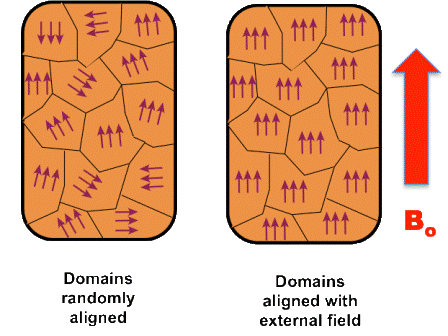 Bo
Domains
randomly
aligned
Domains
aligned with
external field